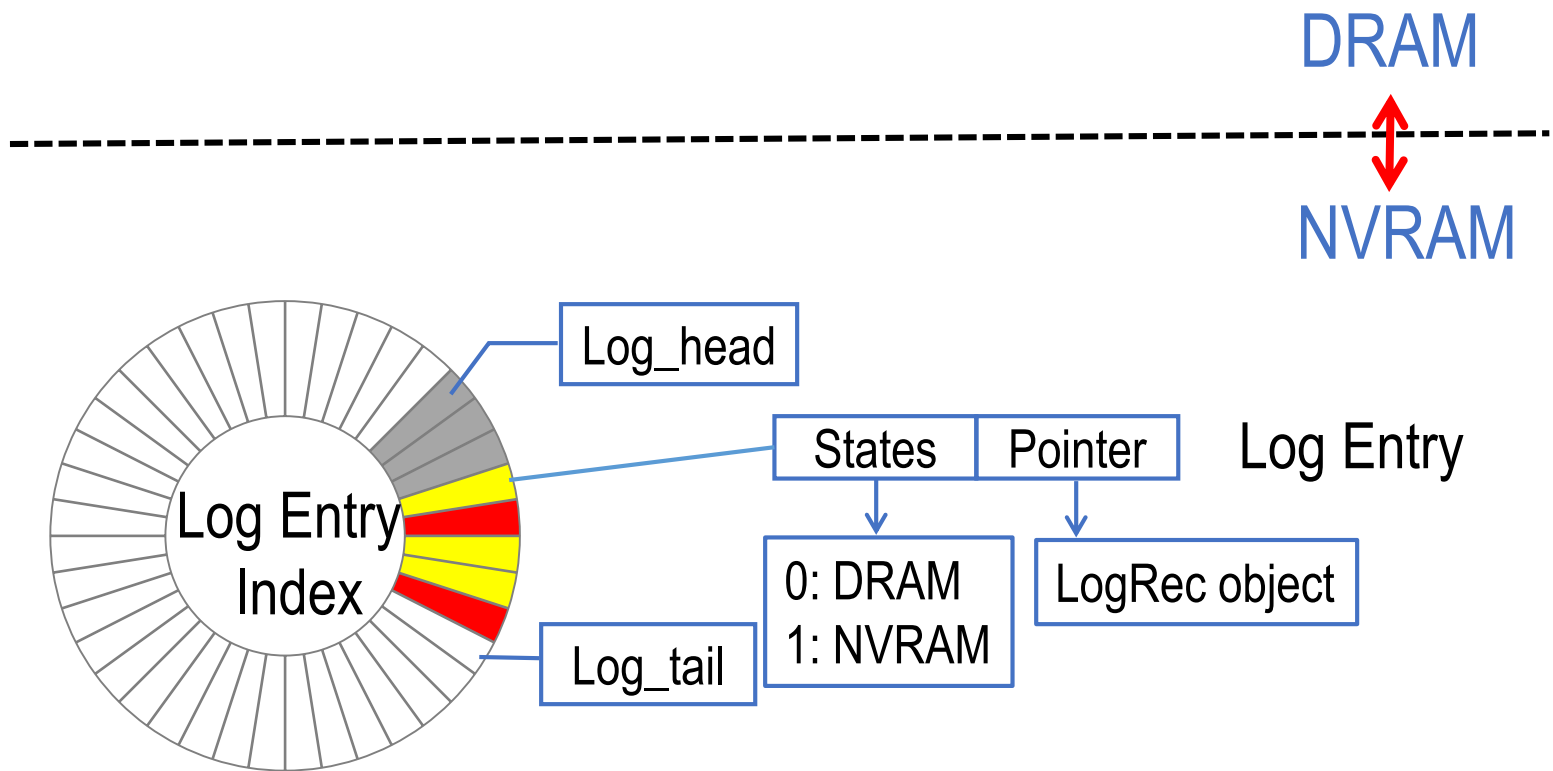 DRAM
NVRAM
Log_head
States
Pointer
Log Entry
Log Entry
Index
0: DRAM
1: NVRAM
LogRec object
Log_tail